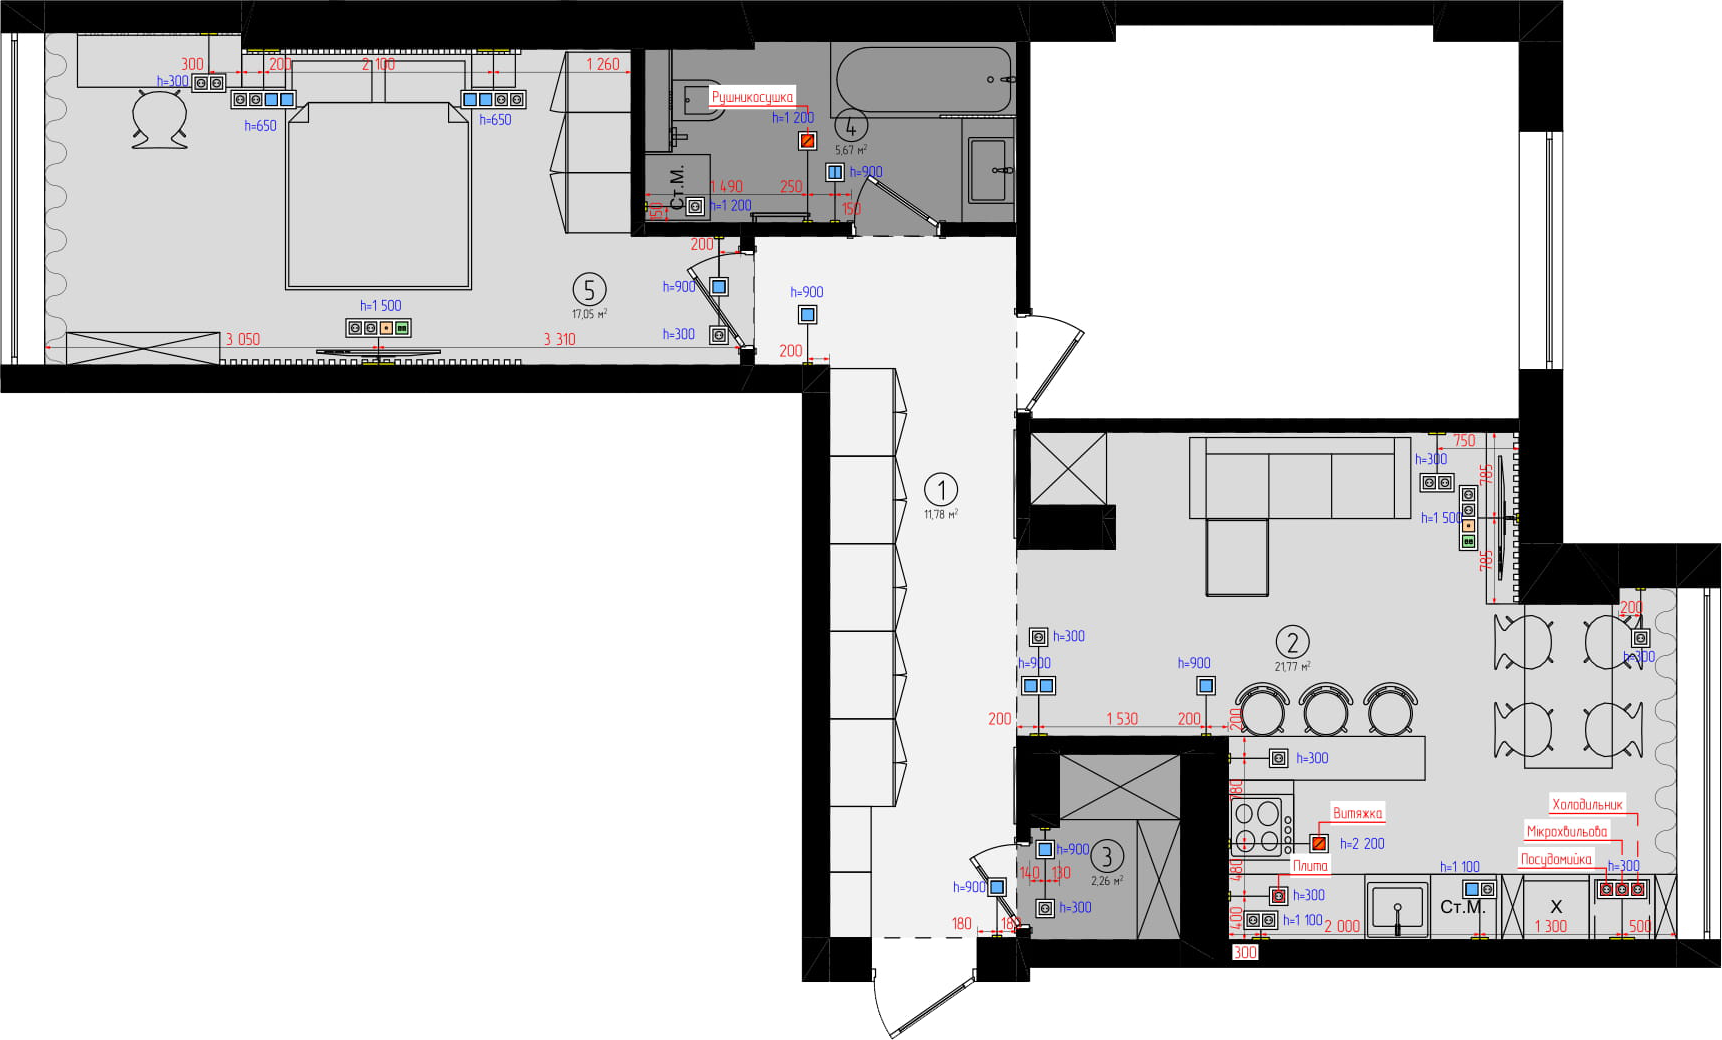 300
200
2 100
1 260
h=300
h=650
h=650
Рушникосушка
h=1 200
4
5,67 м²
h=900
1 490
250
150
Ст.М.
150
h=1 200
200
h=900
5
17,05 м²
h=900
h=1 500
h=300
3 050
3 310
200
1
11,78 м²
750
h=300
785
h=1 500
785
200
h=300
h=300
2
21,77 м²
h=900
h=900
200
1 530
200
200
h=300
Холодильник
Витяжка
Мікрохвильова
h=2 200
Посудомийка
h=900
3
2,26 м²
Плита
480
h=1 100
h=300
140
130
h=900
h=300
h=300
Ст.М.
Х
h=1 100
400
180
180
2 000
1 300
500
300